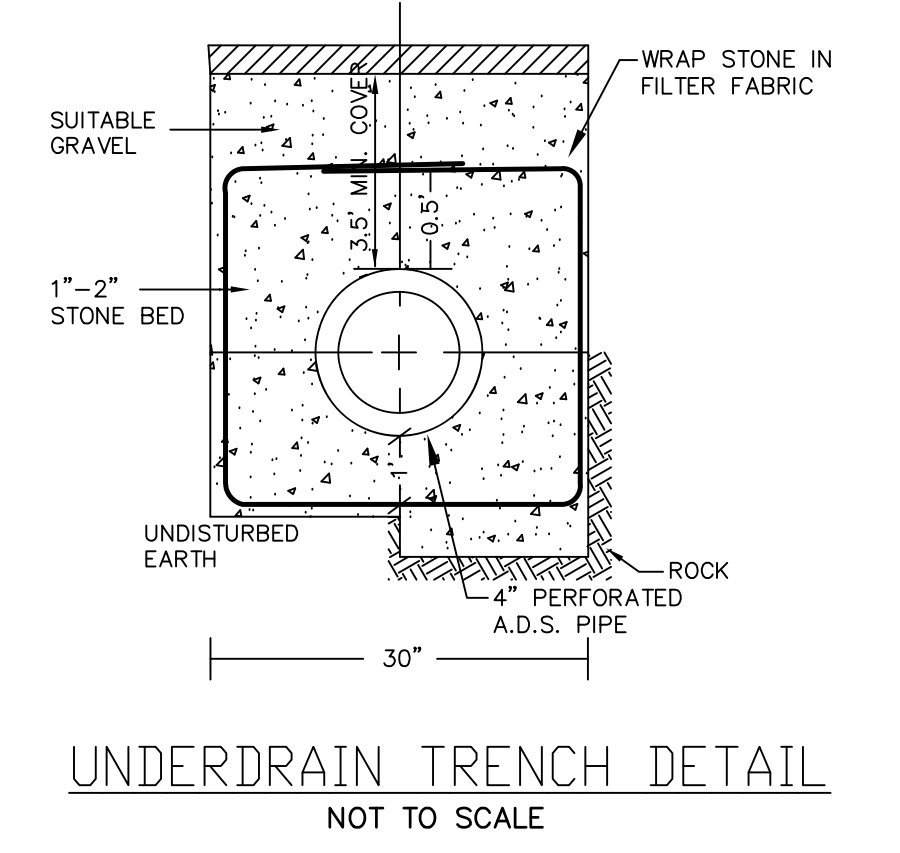 WRAP STONE IN
FILTER FABRIC
SUITABLE
GRAVEL
3.5' MIN. COVER
0.5'
1"-2"
STONE BED
1'
UNDISTURBED
EARTH
ROCK
4" PERFORATED
A.D.S. PIPE
30"
UNDERDRAIN TRENCH DETAIL
NOT TO SCALE